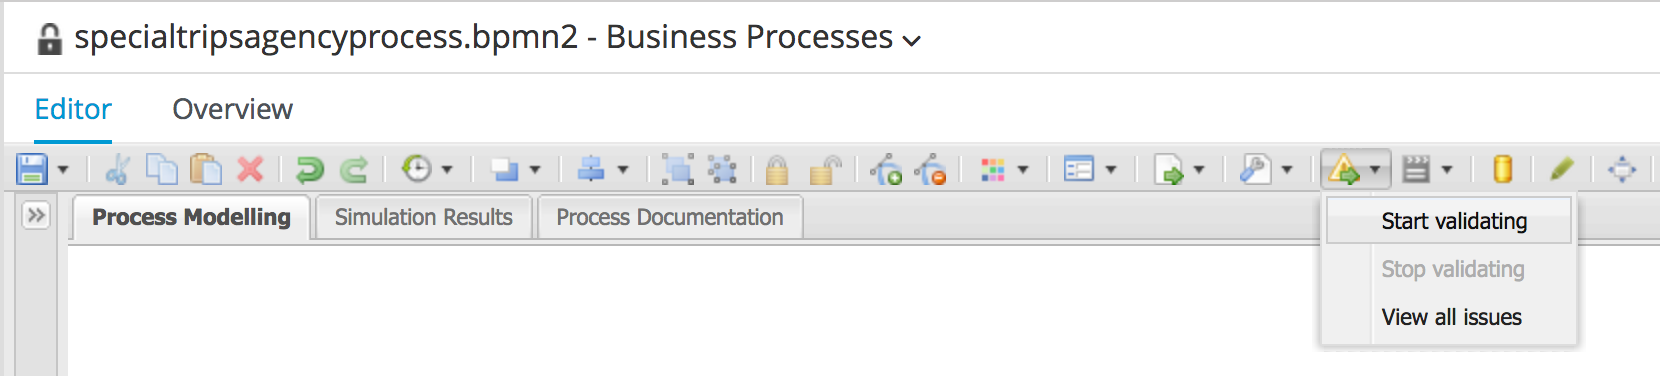 specialtripsagencyprocess.bpmn2 - Business Processes
Editor Overview
Process Modelling Simulation Results Process Documentation
Start validating
Stop validating
View all issues